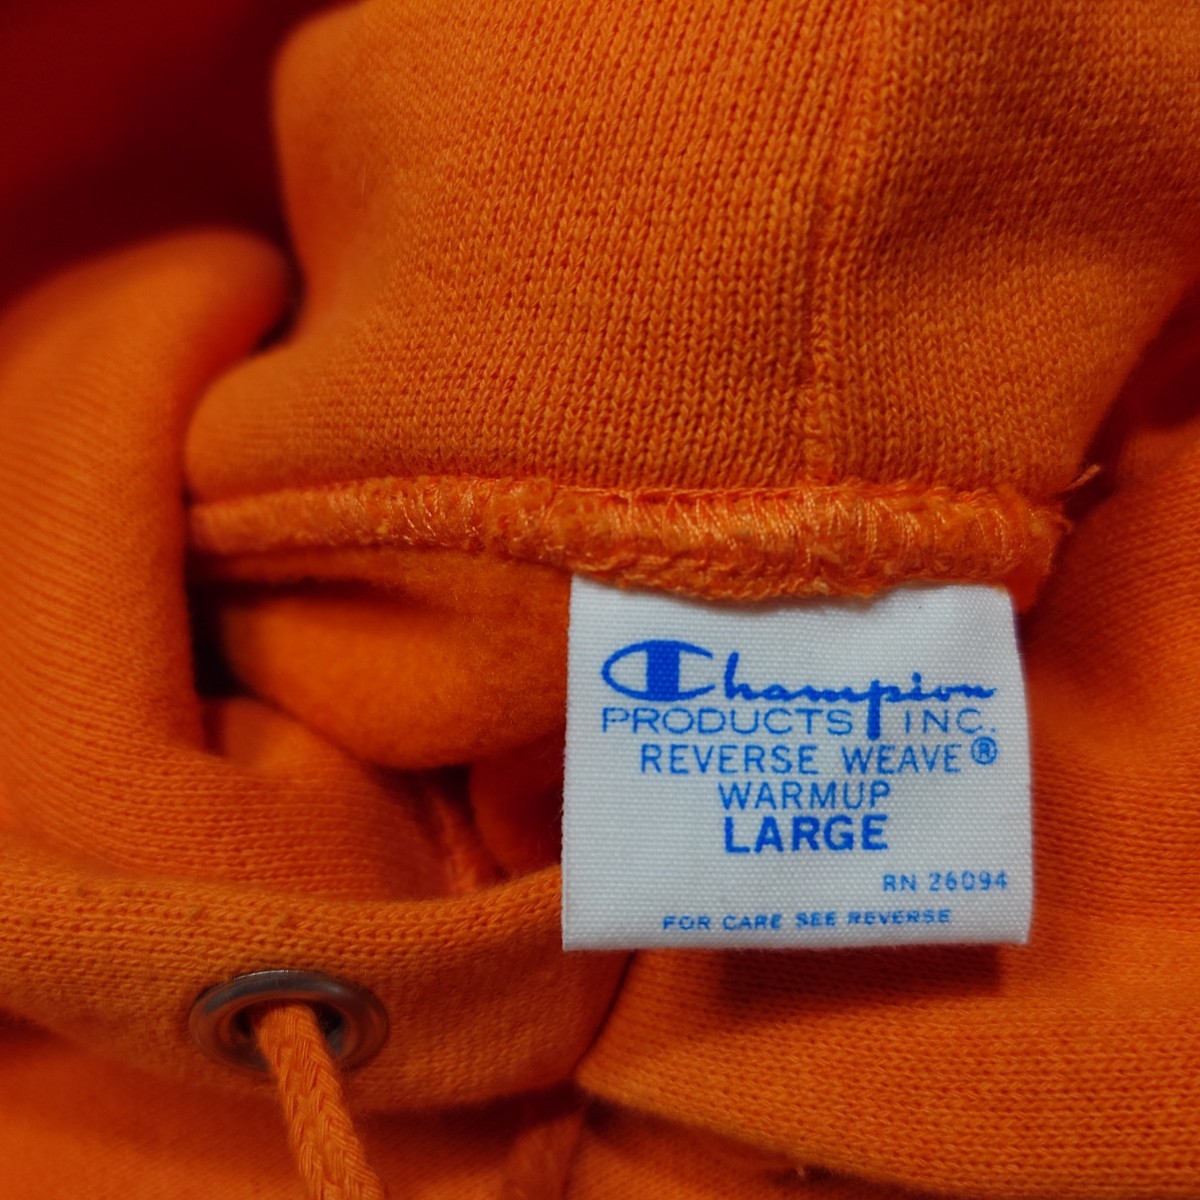 Champion
PRODUCTS INC.
REVERSE WEAVE®
WARMUP
LARGE
RN 26094
FOR CARE SEE REVERSE